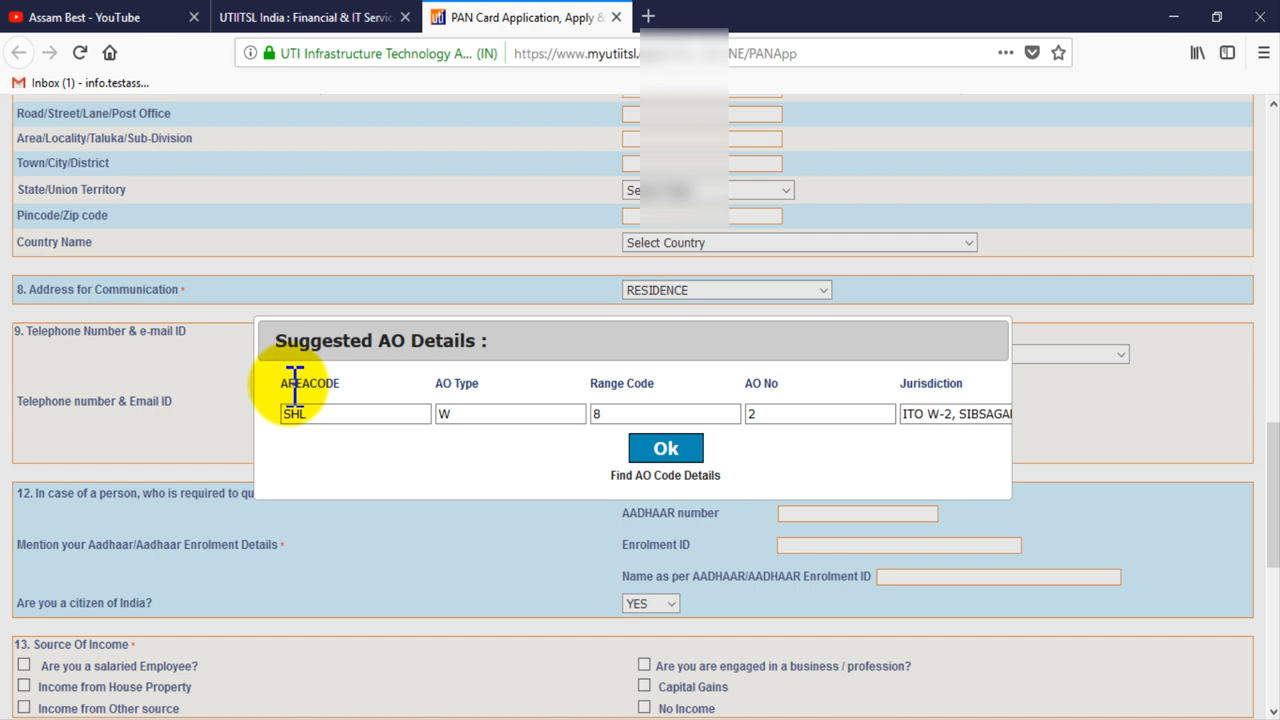 Assam Best - YouTube
UTIITSL India : Financial & IT Servic
PAN Card Application, Apply &
UTI Infrastructure Technology A... (IN)
https://www.myutiitsl. NE/PANApp
Inbox (1) - info.testass...
Road/Street/Lane/Post Office
Area/Locality/Taluka/Sub-Division
Town/City/District
State/Union Territory
Se
Pincode/Zip code
Country Name
Select Country
8. Address for Communication *
RESIDENCE
9. Telephone Number & e-mail ID
Telephone number & Email ID
Suggested AO Details :
AREACODE AO Type Range Code AO No Jurisdiction
SHL W 8 2 ITO W-2, SIBSAGAR
Ok
Find AO Code Details
12. In case of a person, who is required to qu
AADHAAR number
Mention your Aadhaar/Aadhaar Enrolment Details *
Enrolment ID
Name as per AADHAAR/AADHAAR Enrolment ID
Are you a citizen of India?
YES
13. Source Of Income *
Are you a salaried Employee?
Are you are engaged in a business / profession?
Income from House Property
Capital Gains
Income from Other source
No Income